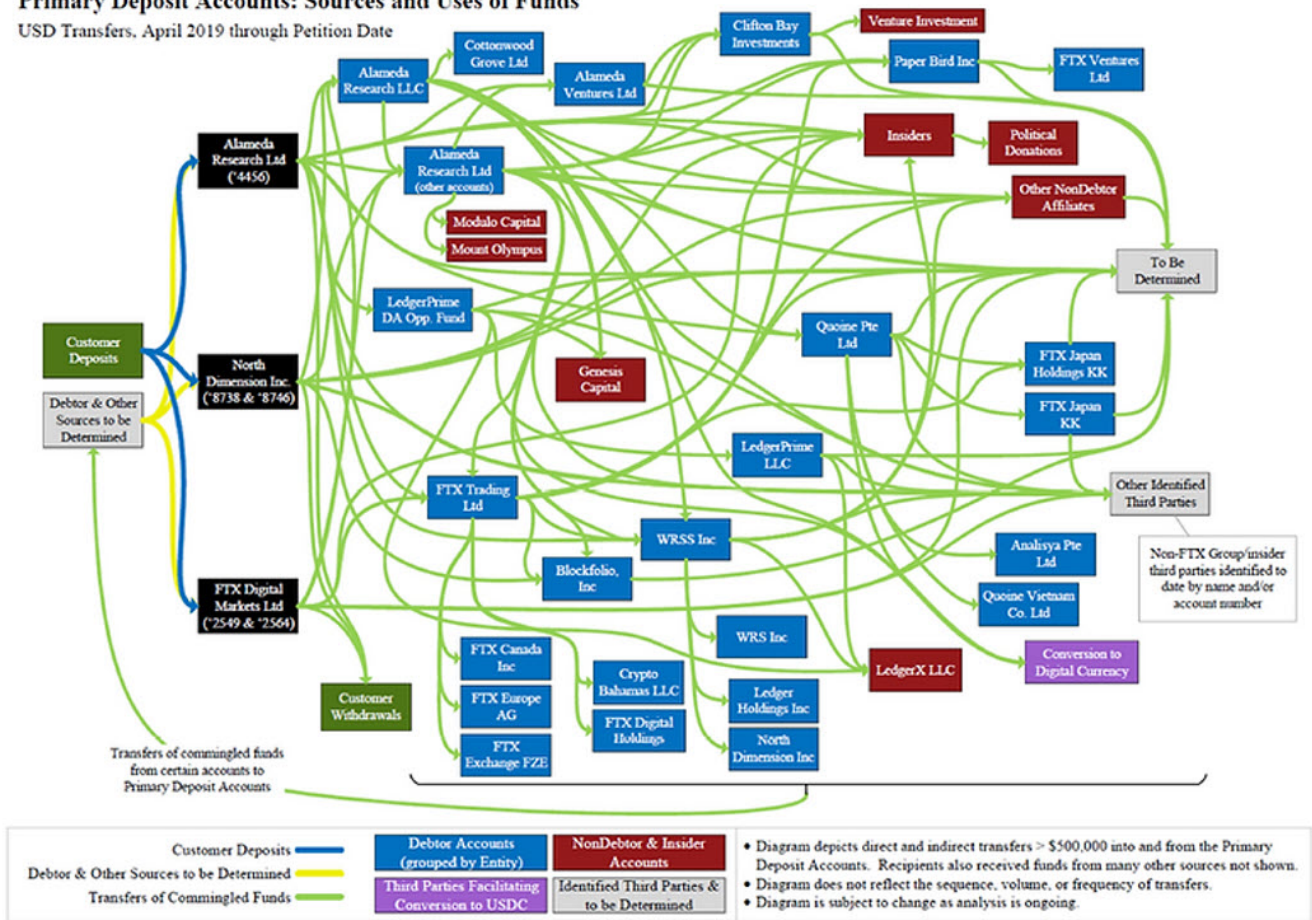 Primary Deposit Accounts: Sources and Uses of Funds
USD Transfers, April 2019 through Petition Date
Clifton Bay
Investments
Venture Investment
Cottonwood
Grove Ltd
Paper Bird Inc
FTX Ventures
Ltd
Alameda
Research LLC
Alameda
Ventures Ltd
Alameda
Research Ltd
(*4456)
Insiders
Political
Donations
Alameda
Research Ltd
(other accounts)
Other NonDebtor
Affiliates
Modulo Capital
Mount Olympus
To Be
Determined
LedgerPrime
DA Opp. Fund
Quoine Pte
Ltd
Customer
Deposits
North
Dimension Inc.
(*8738 & *8746)
Genesis
Capital
FTX Japan
Holdings KK
Debtor & Other
Sources to be
Determined
FTX Japan
KK
LedgerPrime
LLC
FTX Trading
Ltd
Other Identified
Third Parties
WRSS Inc
Analisya Pte
Ltd
Non-FTX Group/insider
third parties identified to
date by name and/or
account number
Blockfolio,
Inc
FTX Digital
Markets Ltd
(*2549 & *2564)
Quoine Vietnam
Co. Ltd
WRS Inc
FTX Canada
Inc
LedgerX LLC
Conversion to
Digital Currency
Crypto
Bahamas LLC
Customer
Withdrawals
FTX Europe
AG
Ledger
Holdings Inc
FTX Digital
Holdings
FTX
Exchange FZE
North
Dimension Inc
Transfers of commingled funds
from certain accounts to
Primary Deposit Accounts
Customer Deposits
Debtor & Other Sources to be Determined
Transfers of Commingled Funds
Debtor Accounts
(grouped by Entity)
NonDebtor & Insider
Accounts
Third Parties Facilitating
Conversion to USDC
Identified Third Parties &
to be Determined
• Diagram depicts direct and indirect transfers > $500,000 into and from the Primary
Deposit Accounts. Recipients also received funds from many other sources not shown.
• Diagram does not reflect the sequence, volume, or frequency of transfers.
• Diagram is subject to change as analysis is ongoing.